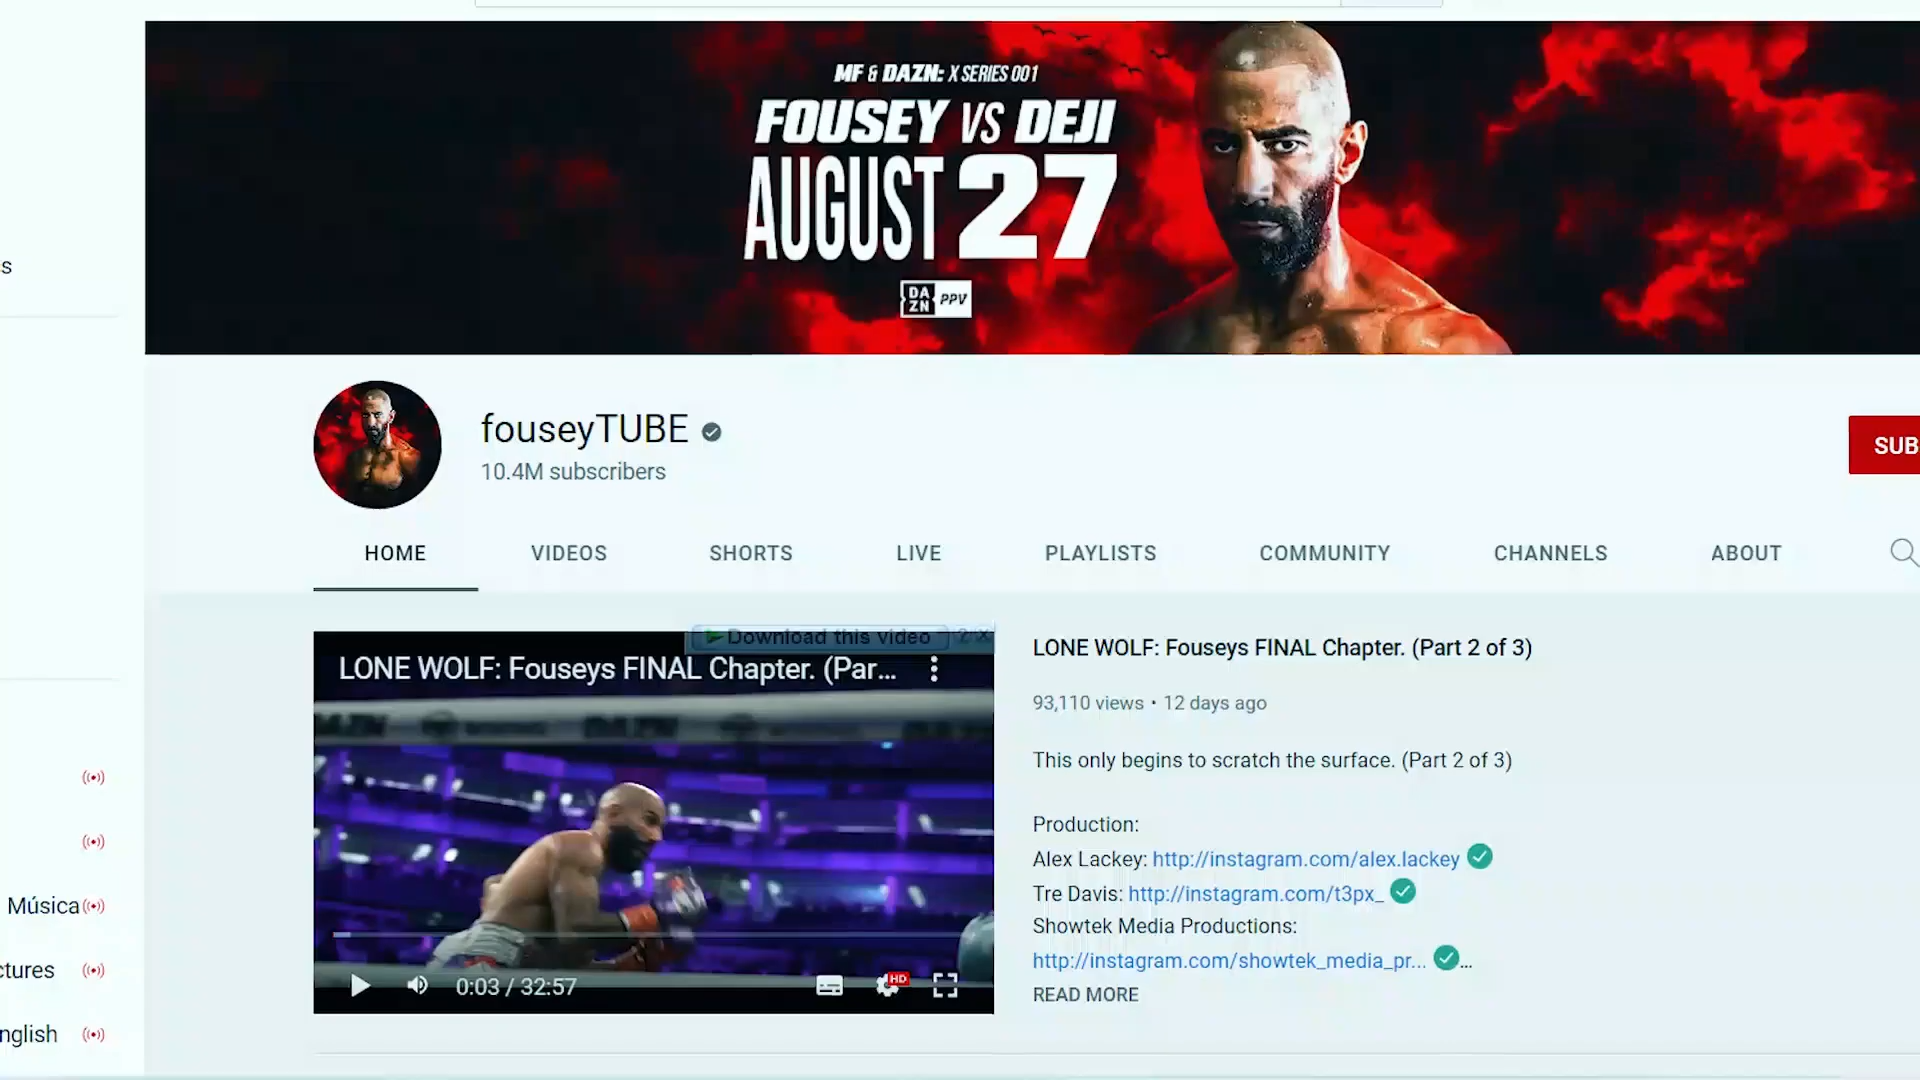 MF & DAZN: X SERIES 001
FOUSEY VS DEJI
AUGUST 27
DA
ZN
PPV
s
fouseyTUBE
10.4M subscribers
SUB
HOME
VIDEOS
SHORTS
LIVE
PLAYLISTS
COMMUNITY
CHANNELS
ABOUT
Download this video ? X
LONE WOLF: Fouseys FINAL Chapter. (Par...
0:03 / 32:57
HD
LONE WOLF: Fouseys FINAL Chapter. (Part 2 of 3)
93,110 views • 12 days ago
This only begins to scratch the surface. (Part 2 of 3)
Production:
Alex Lackey: http://instagram.com/alex.lackey
Tre Davis: http://instagram.com/t3px_
Showtek Media Productions:
http://instagram.com/showtek_media_pr... ...
READ MORE
Música
ctures
nglish